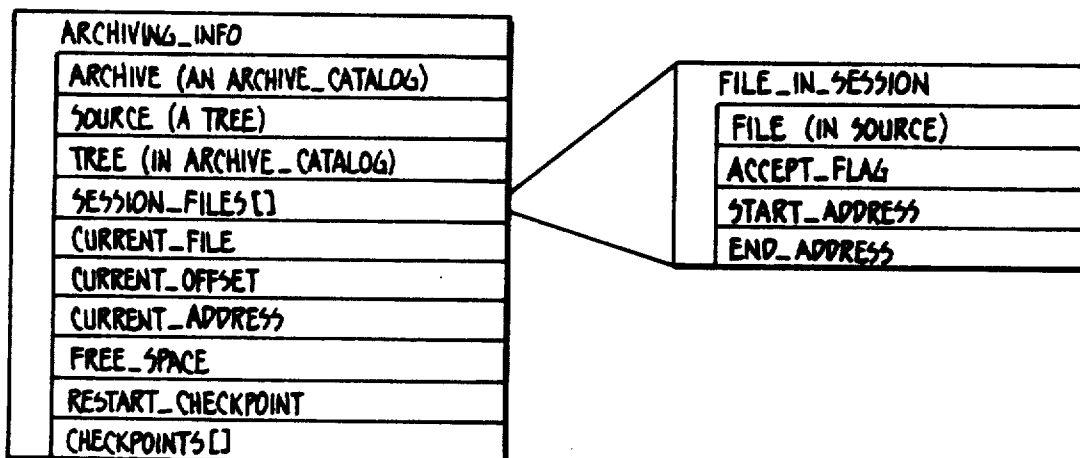 ARCHIVING_INFO
ARCHIVE (AN ARCHIVE_CATALOG)
SOURCE (A TREE)
TREE (IN ARCHIVE_CATALOG)
SESSION_FILES[]
CURRENT_FILE
CURRENT_OFFSET
CURRENT_ADDRESS
FREE_SPACE
RESTART_CHECKPOINT
CHECKPOINTS[]
FILE_IN_SESSION
FILE (IN SOURCE)
ACCEPT_FLAG
START_ADDRESS
END_ADDRESS